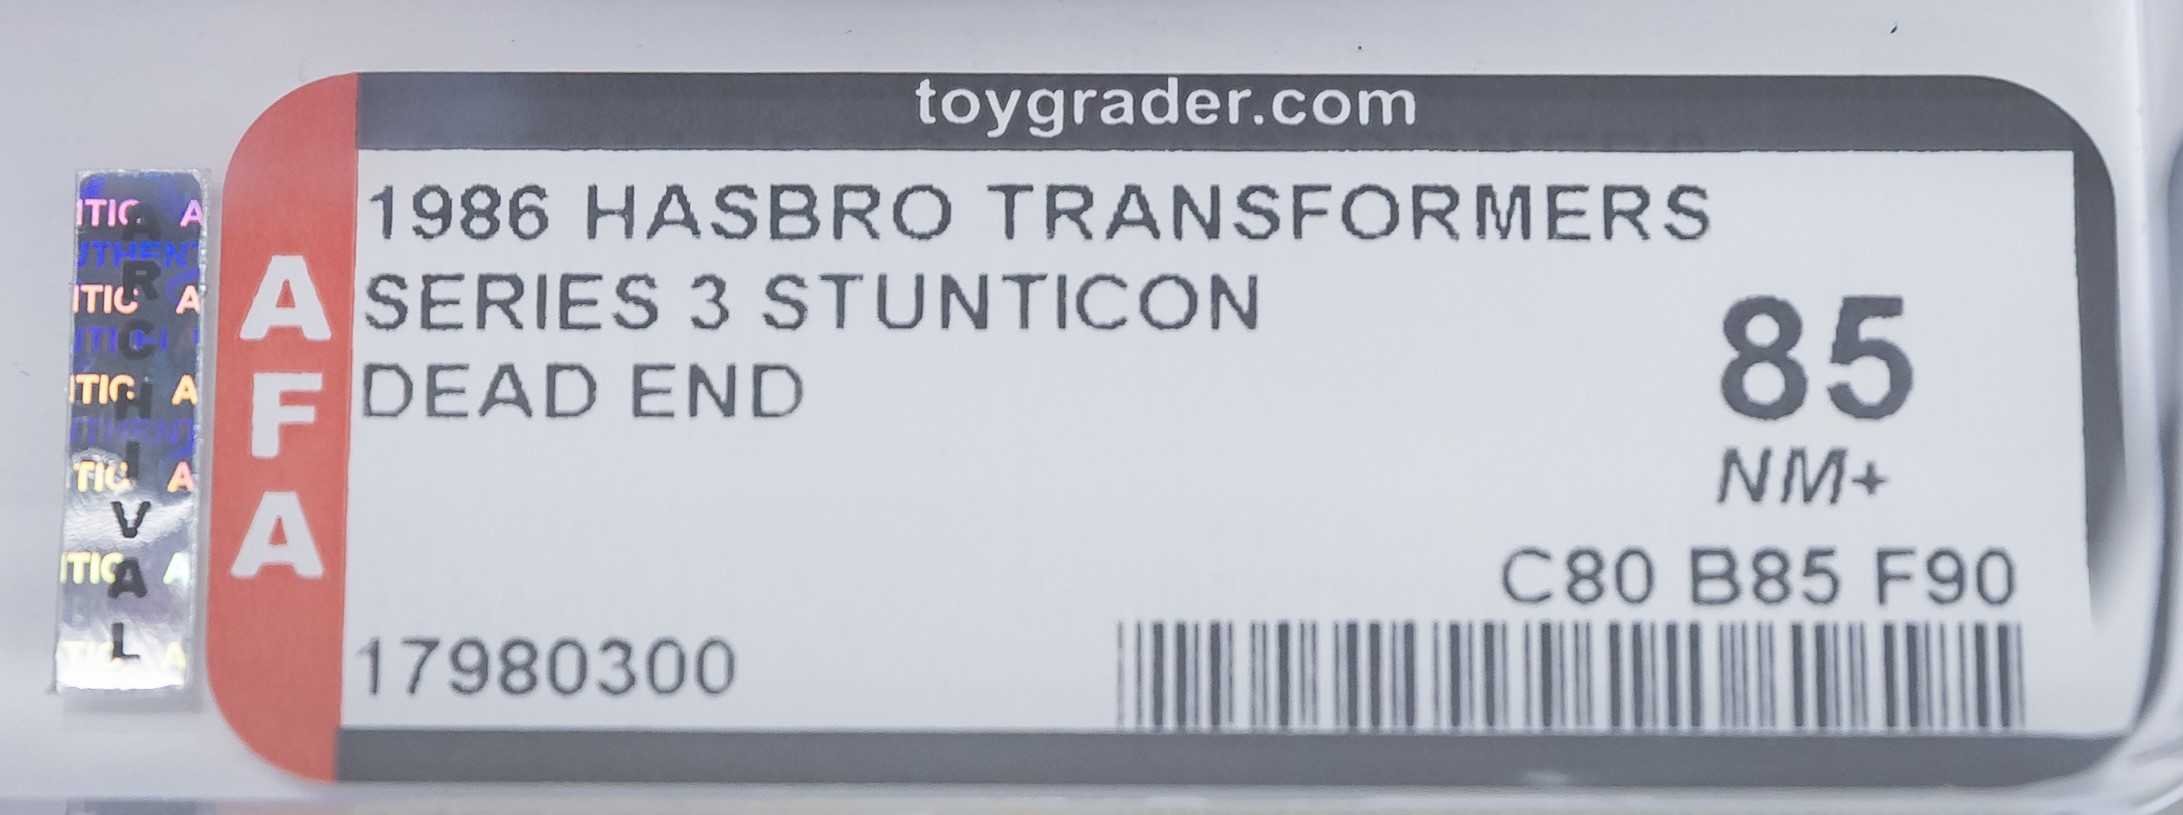 toygrader.com
ARCHIVAL
AFA
1986 HASBRO TRANSFORMERS
SERIES 3 STUNTICON
DEAD END
85
NM+
C80 B85 F90
17980300